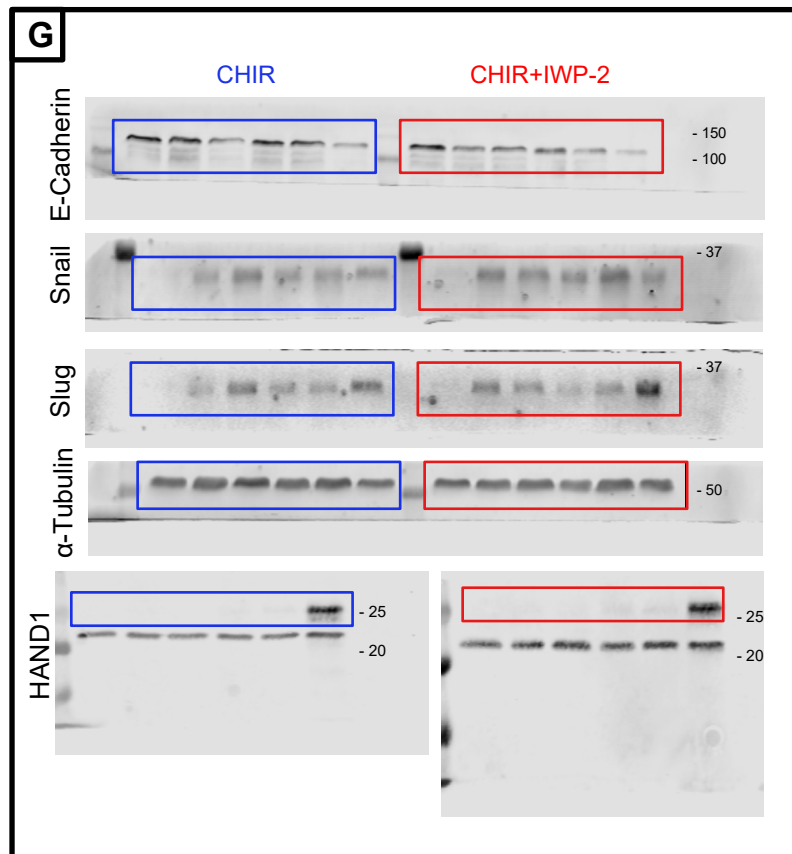 G
CHIR CHIR+IWP-2
E-Cadherin
- 150
- 100
Snail
- 37
Slug
- 37
α-Tubulin
- 50
HAND1
- 25
- 20
- 25
- 20